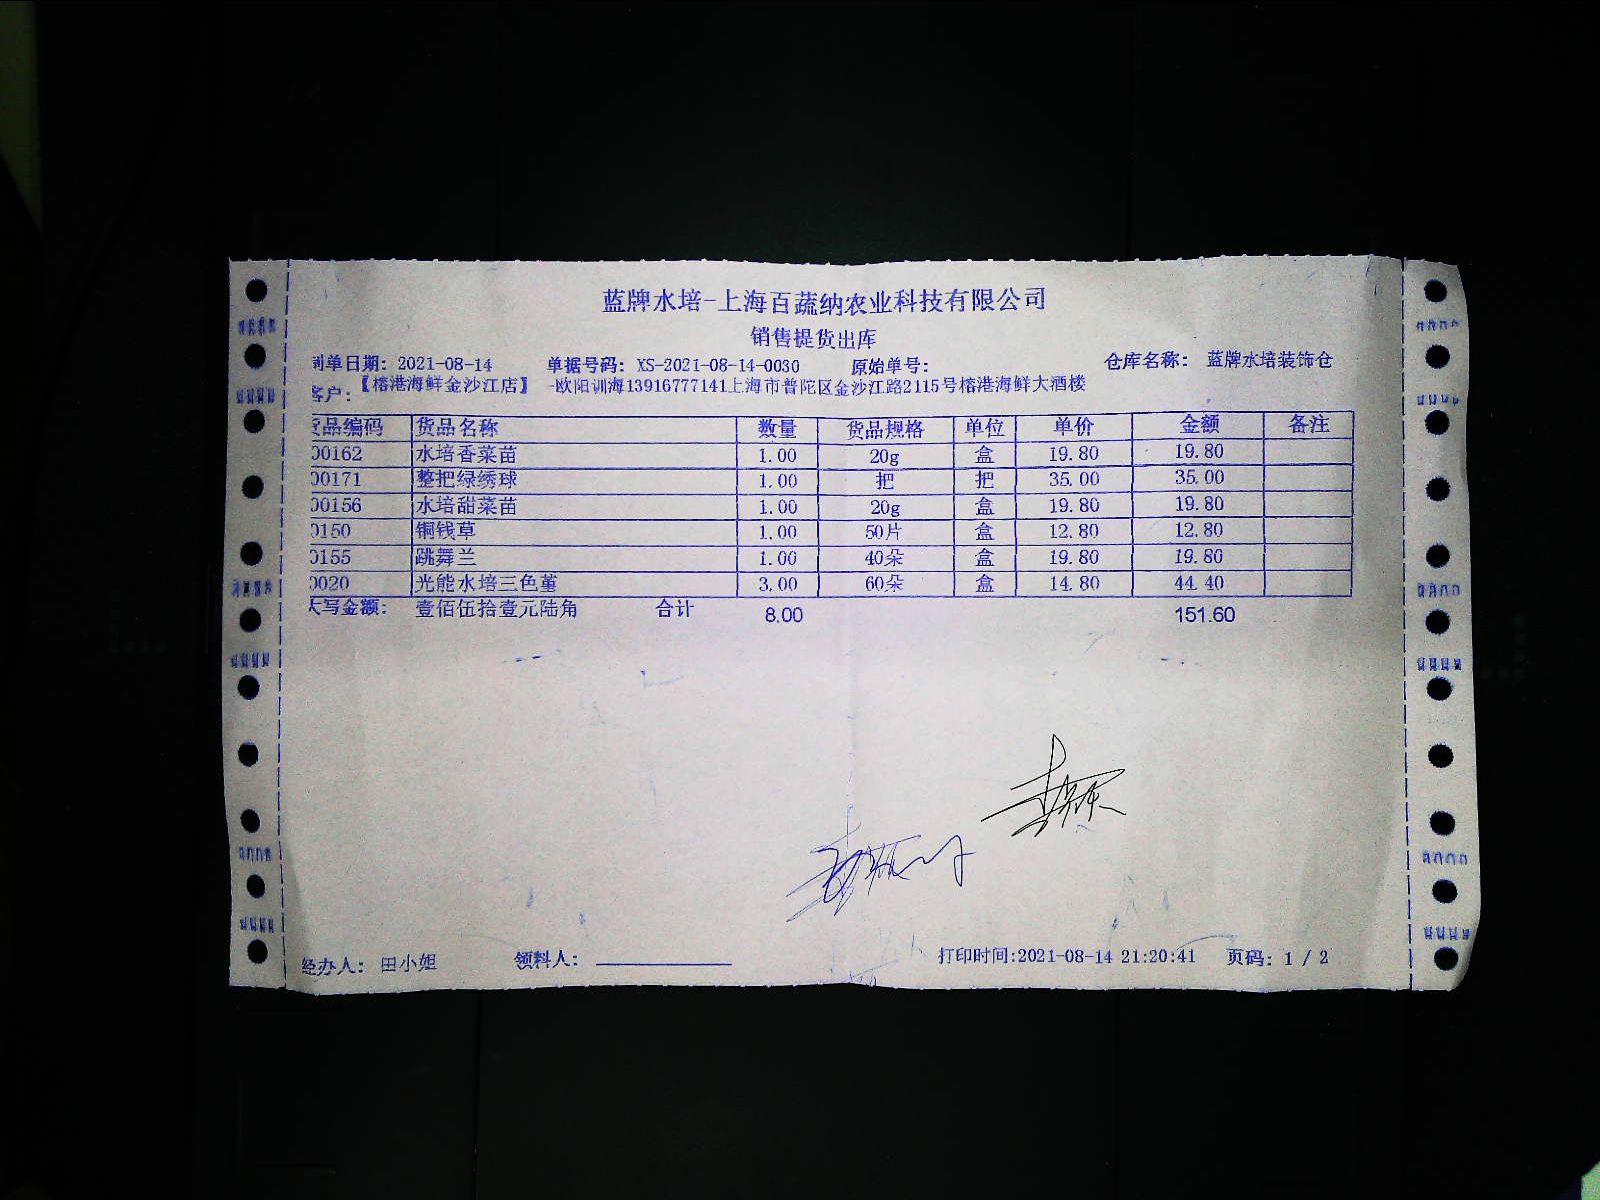 蓝牌水培-上海百蔬纳农业科技有限公司
销售提货出库
制单日期: 2021-08-14 单据号码: XS-2021-08-14-0030 原始单号: 仓库名称: 蓝牌水培装饰仓
客户: 【榕港海鲜金沙江店】 -欧阳训海13916777141上海市普陀区金沙江路2115号榕港海鲜大酒楼
货品编码 货品名称 数量 货品规格 单位 单价 金额 备注
00162 水培香菜苗 1.00 20g 盒 19.80 19.80
00171 整把绿绣球 1.00 把 把 35.00 35.00
00156 水培甜菜苗 1.00 20g 盒 19.80 19.80
0150 铜钱草 1.00 50片 盒 12.80 12.80
0155 跳舞兰 1.00 40朵 盒 19.80 19.80
0020 光能水培三色堇 3.00 60朵 盒 14.80 44.40
大写金额: 壹佰伍拾壹元陆角 合计 8.00 151.60
经办人: 田小姐 领料人: 打印时间:2021-08-14 21:20:41 页码: 1 / 2